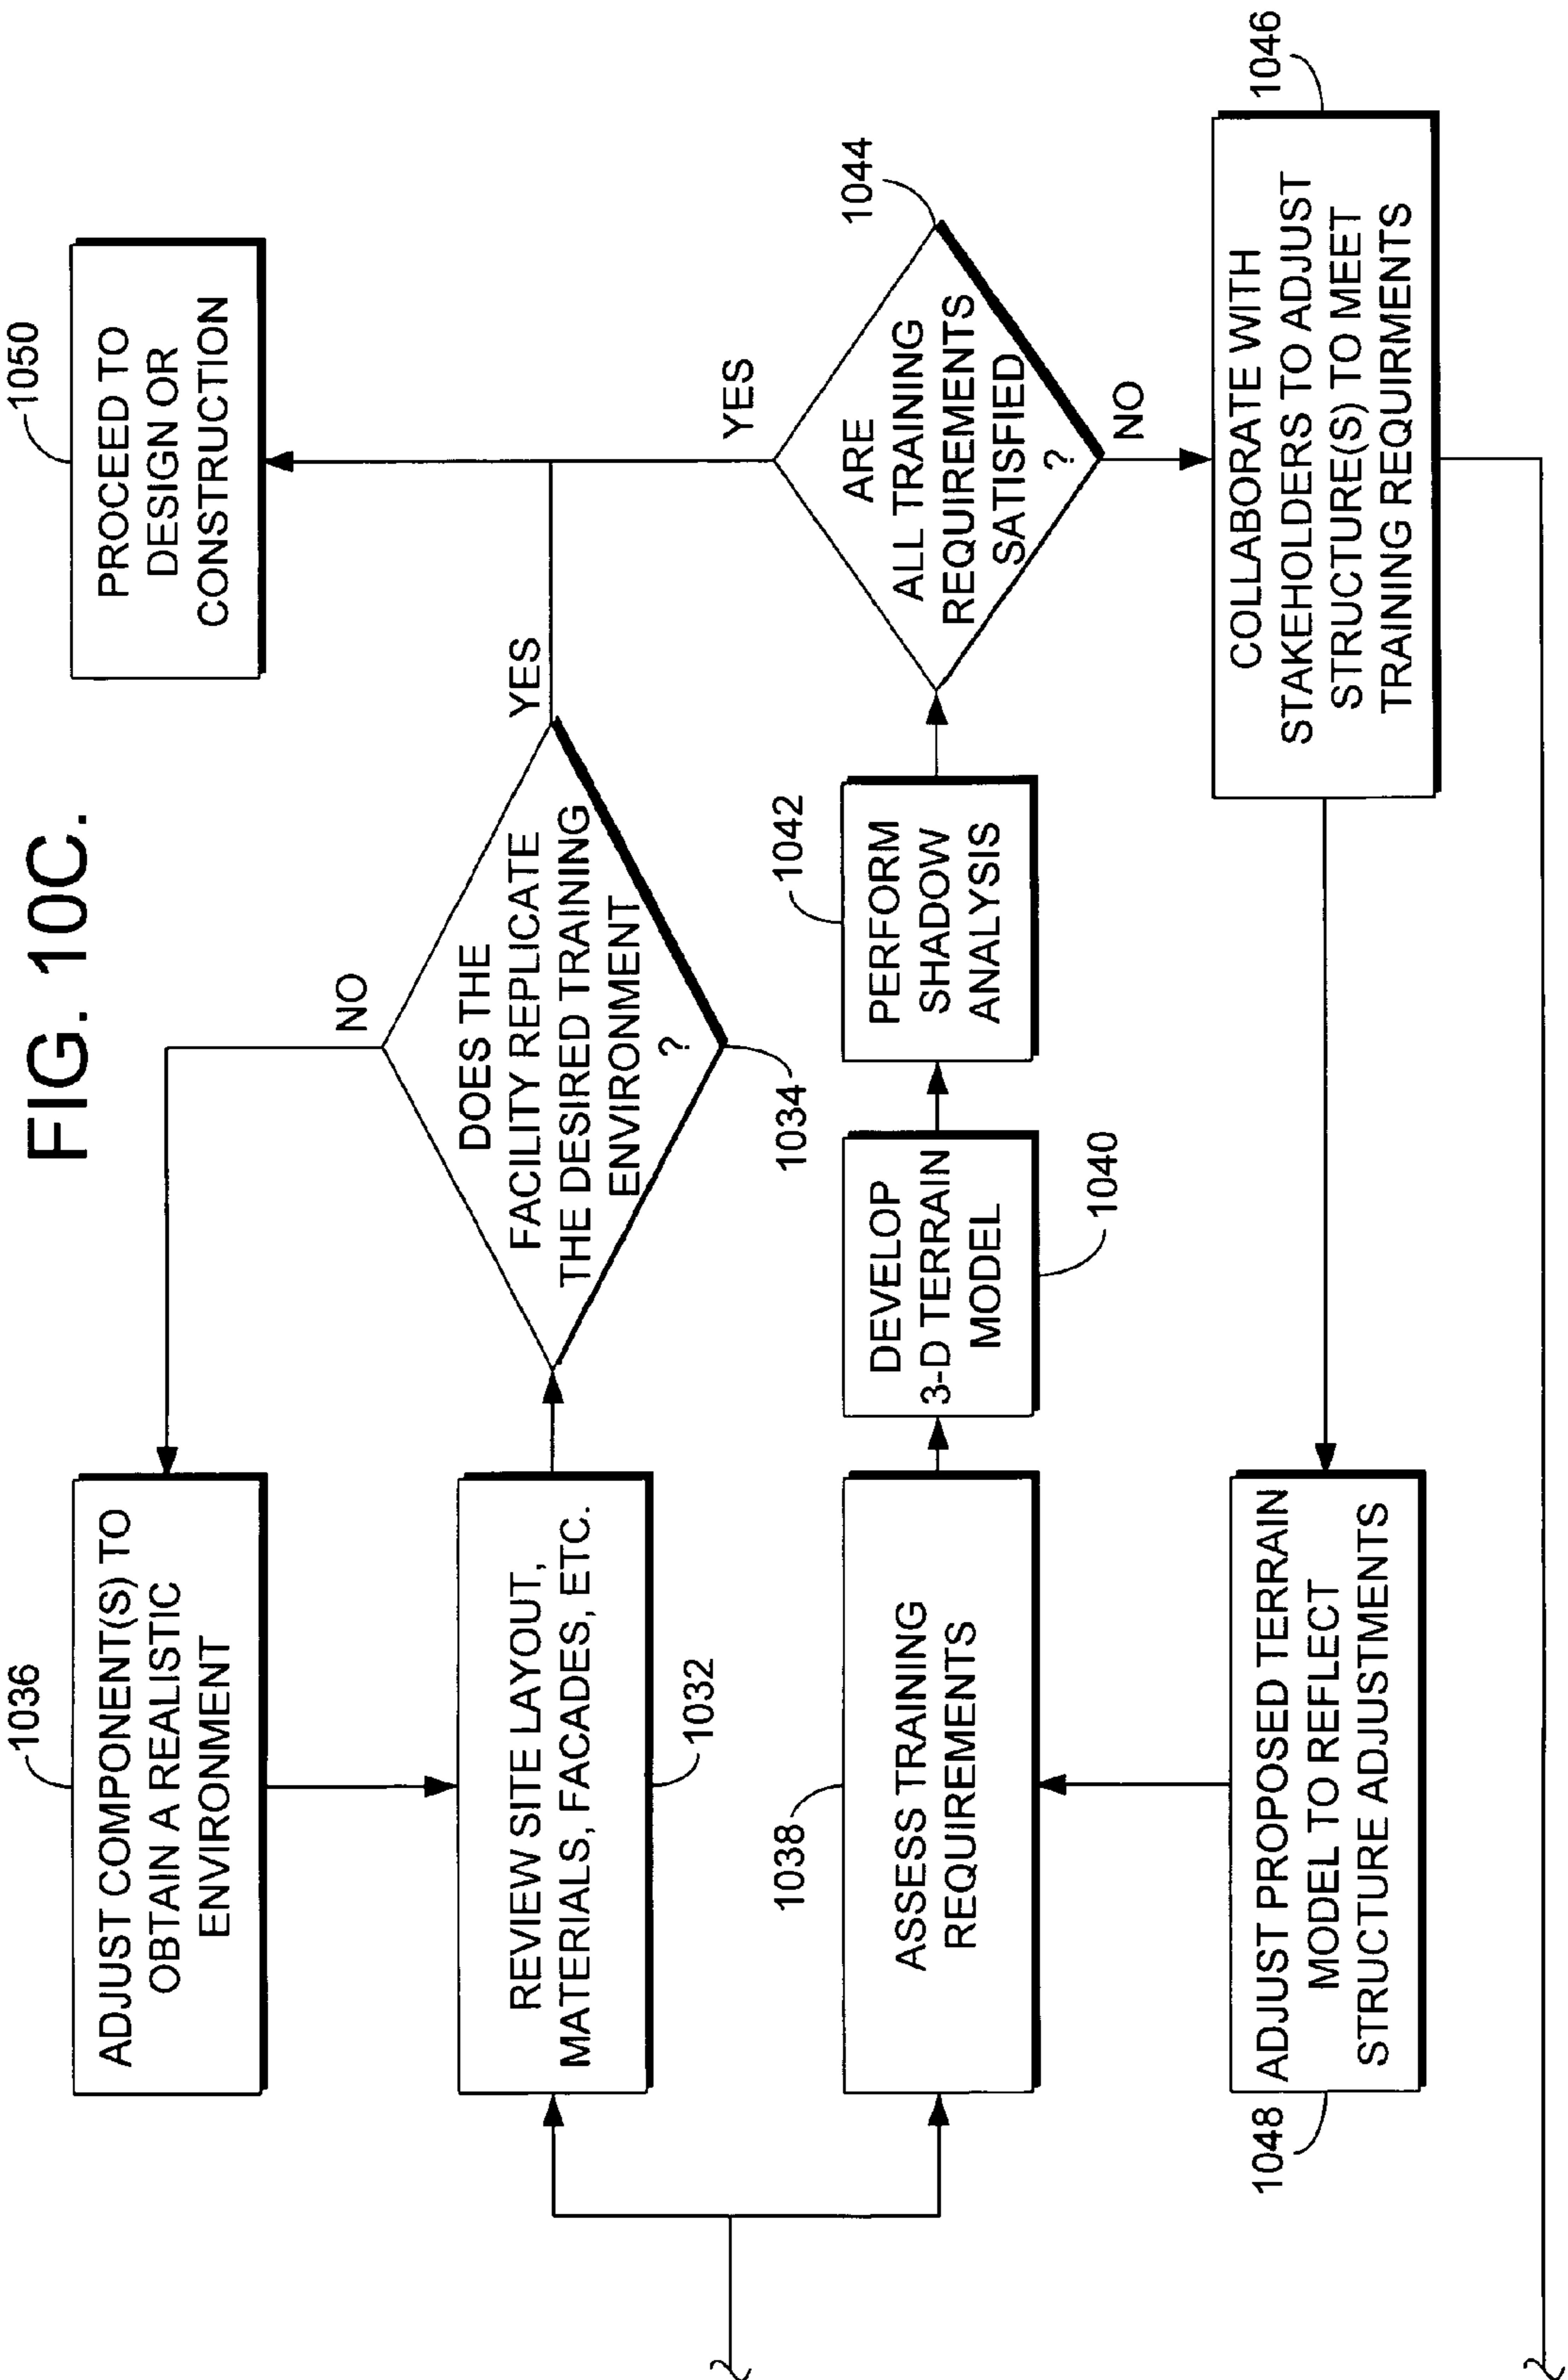 FIG. 10C.
1036
ADJUST COMPONENT(S) TO
OBTAIN A REALISTIC
ENVIRONMENT
NO
1050
PROCEED TO
DESIGN OR
CONSTRUCTION
REVIEW SITE LAYOUT,
MATERIALS, FACADES, ETC.
1032
DOES THE
FACILITY REPLICATE
THE DESIRED TRAINING
ENVIRONMENT
?
1034
YES
YES
1038
ASSESS TRAINING
REQUIREMENTS
DEVELOP
3-D TERRAIN
MODEL
1040
1042
PERFORM
SHADOW
ANALYSIS
ARE
ALL TRAINING
REQUIREMENTS
SATISFIED
?
1044
NO
1048
ADJUST PROPOSED TERRAIN
MODEL TO REFLECT
STRUCTURE ADJUSTMENTS
COLLABORATE WITH
STAKEHOLDERS TO ADJUST
STRUCTURE(S) TO MEET
TRAINING REQUIRMENTS
1046